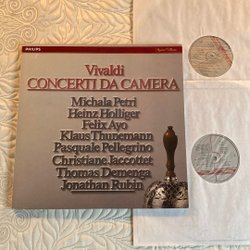 PHILIPS
Vivaldi
CONCERTI DA CAMERA
Michala Petri
Heinz Holliger
Felix Ayo
Klaus Thunemann
Pasquale Pellegrino
Christiane Jaccottet
Thomas Demenga
Jonathan Rubin